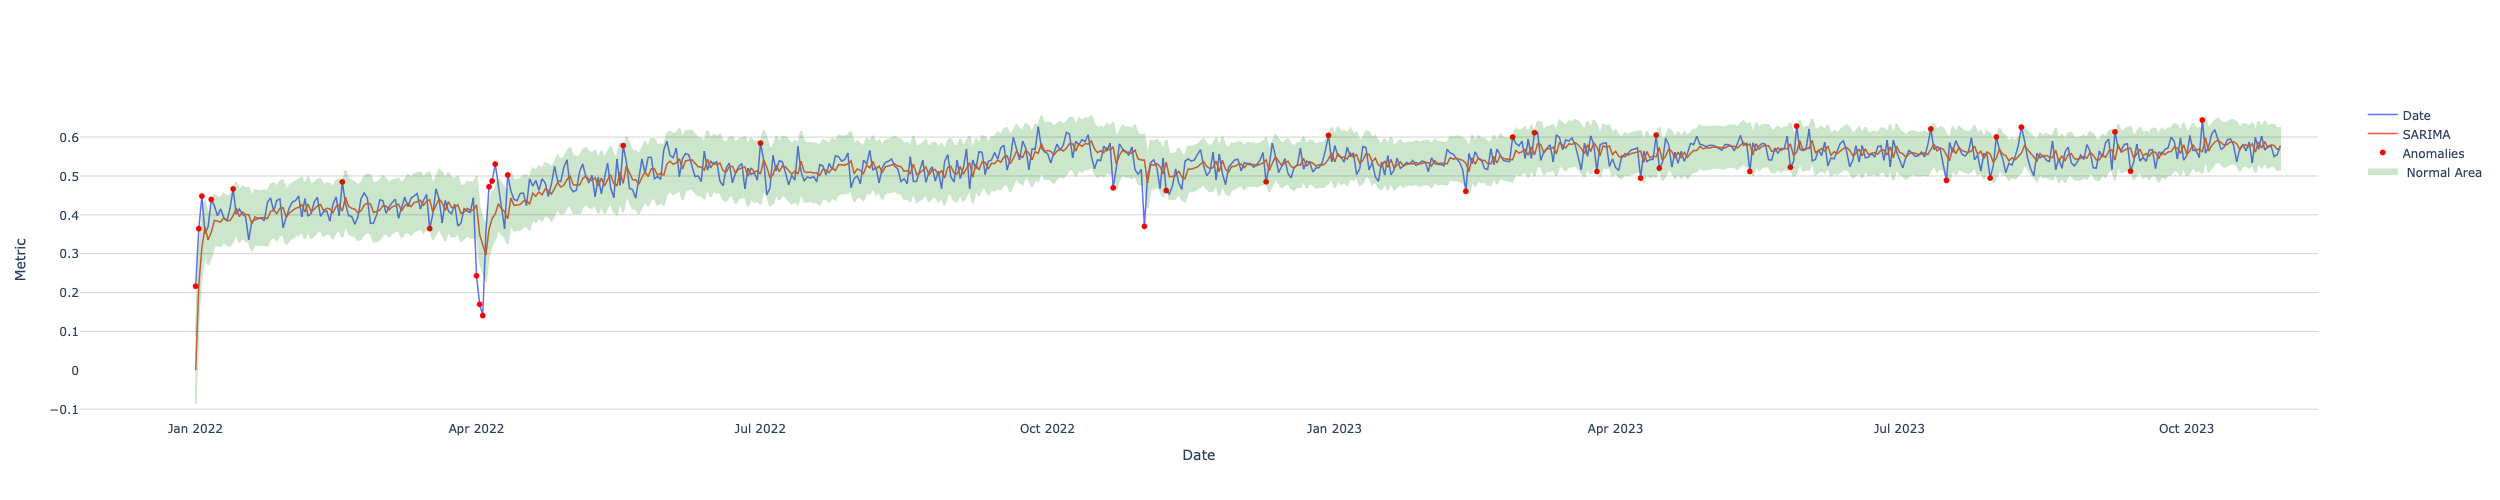 Date
SARIMA
Anomalies
Normal Area
Metric
0.6
0.5
0.4
0.3
0.2
0.1
0
−0.1
Jan 2022
Apr 2022
Jul 2022
Oct 2022
Jan 2023
Apr 2023
Jul 2023
Oct 2023
Date